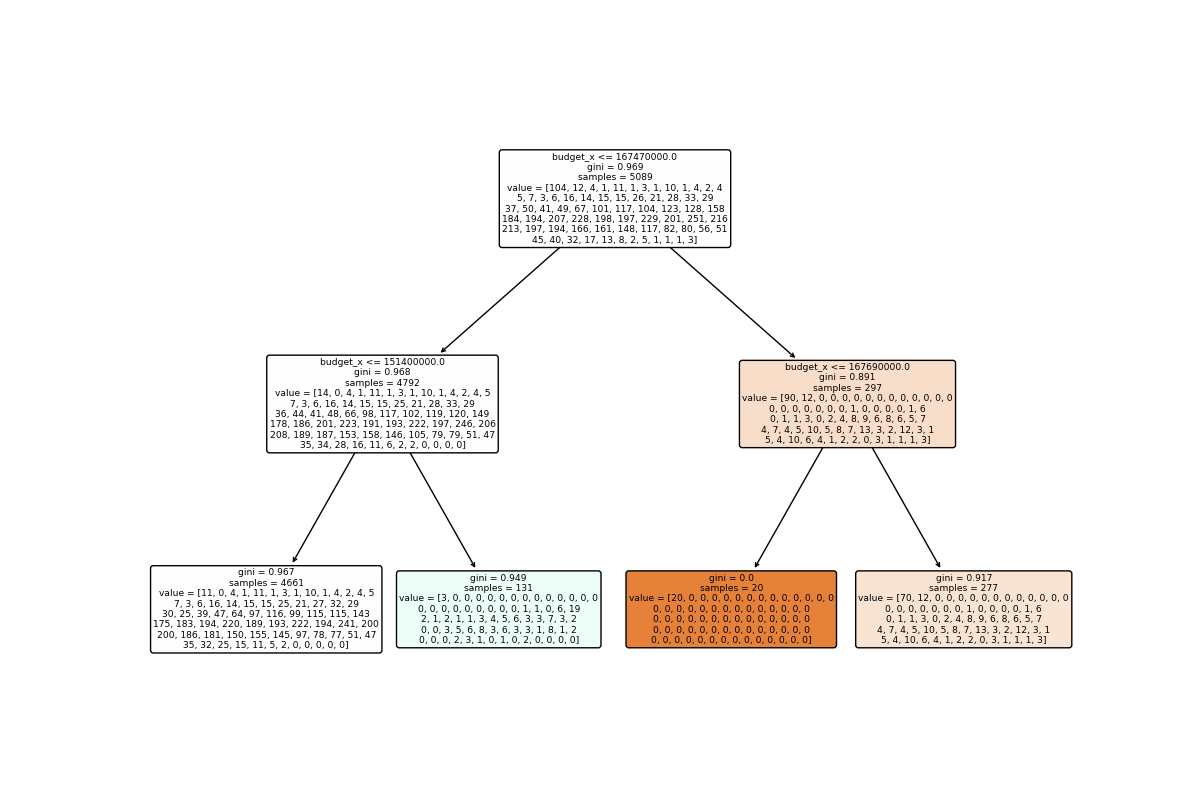 budget_x <= 167470000.0
gini = 0.969
samples = 5089
value = [104, 12, 4, 1, 11, 1, 3, 1, 10, 1, 4, 2, 4
5, 7, 3, 6, 16, 14, 15, 15, 26, 21, 28, 33, 29
37, 50, 41, 49, 67, 101, 117, 104, 123, 128, 158
184, 194, 207, 228, 198, 197, 229, 201, 251, 216
213, 197, 194, 166, 161, 148, 117, 82, 80, 56, 51
45, 40, 32, 17, 13, 8, 2, 5, 1, 1, 1, 3]
budget_x <= 151400000.0
gini = 0.968
samples = 4792
value = [14, 0, 4, 1, 11, 1, 3, 1, 10, 1, 4, 2, 4, 5
7, 3, 6, 16, 14, 15, 15, 25, 21, 28, 33, 29
36, 44, 41, 48, 66, 98, 117, 102, 119, 120, 149
178, 186, 201, 223, 191, 193, 222, 197, 246, 206
208, 189, 187, 153, 158, 146, 105, 79, 79, 51, 47
35, 34, 28, 16, 11, 6, 2, 2, 0, 0, 0, 0]
budget_x <= 167690000.0
gini = 0.891
samples = 297
value = [90, 12, 0, 0, 0, 0, 0, 0, 0, 0, 0, 0, 0, 0
0, 0, 0, 0, 0, 0, 0, 1, 0, 0, 0, 0, 1, 6
0, 1, 1, 3, 0, 2, 4, 8, 9, 6, 8, 6, 5, 7
4, 7, 4, 5, 10, 5, 8, 7, 13, 3, 2, 12, 3, 1
5, 4, 10, 6, 4, 1, 2, 2, 0, 3, 1, 1, 1, 3]
gini = 0.967
samples = 4661
value = [11, 0, 4, 1, 11, 1, 3, 1, 10, 1, 4, 2, 4, 5
7, 3, 6, 16, 14, 15, 15, 25, 21, 27, 32, 29
30, 25, 39, 47, 64, 97, 116, 99, 115, 115, 143
175, 183, 194, 220, 189, 193, 222, 194, 241, 200
200, 186, 181, 150, 155, 145, 97, 78, 77, 51, 47
35, 32, 25, 15, 11, 5, 2, 0, 0, 0, 0, 0]
gini = 0.949
samples = 131
value = [3, 0, 0, 0, 0, 0, 0, 0, 0, 0, 0, 0, 0, 0
0, 0, 0, 0, 0, 0, 0, 0, 0, 1, 1, 0, 6, 19
2, 1, 2, 1, 1, 3, 4, 5, 6, 3, 3, 7, 3, 2
0, 0, 3, 5, 6, 8, 3, 6, 3, 3, 1, 8, 1, 2
0, 0, 0, 2, 3, 1, 0, 1, 0, 2, 0, 0, 0, 0]
gini = 0.0
samples = 20
value = [20, 0, 0, 0, 0, 0, 0, 0, 0, 0, 0, 0, 0, 0
0, 0, 0, 0, 0, 0, 0, 0, 0, 0, 0, 0, 0, 0
0, 0, 0, 0, 0, 0, 0, 0, 0, 0, 0, 0, 0, 0
0, 0, 0, 0, 0, 0, 0, 0, 0, 0, 0, 0, 0, 0
0, 0, 0, 0, 0, 0, 0, 0, 0, 0, 0, 0, 0, 0]
gini = 0.917
samples = 277
value = [70, 12, 0, 0, 0, 0, 0, 0, 0, 0, 0, 0, 0, 0
0, 0, 0, 0, 0, 0, 0, 1, 0, 0, 0, 0, 1, 6
0, 1, 1, 3, 0, 2, 4, 8, 9, 6, 8, 6, 5, 7
4, 7, 4, 5, 10, 5, 8, 7, 13, 3, 2, 12, 3, 1
5, 4, 10, 6, 4, 1, 2, 2, 0, 3, 1, 1, 1, 3]